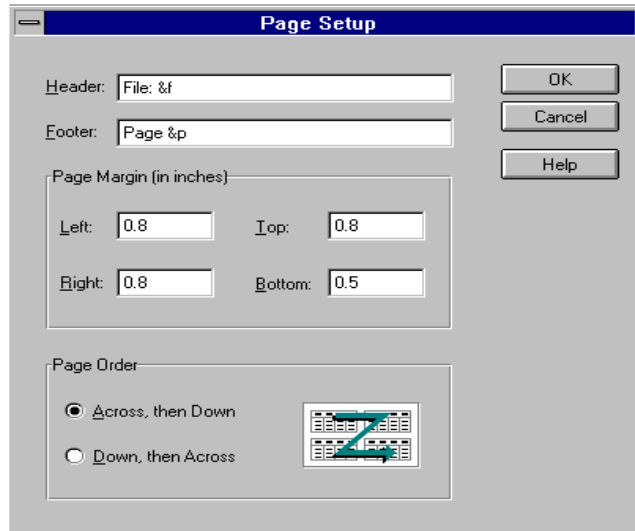 Page Setup
Header: File: &f
OK
Footer: Page &p
Cancel
Help
Page Margin (in inches)
Left: 0.8 Top: 0.8
Right: 0.8 Bottom: 0.5
Page Order
Across, then Down
Down, then Across